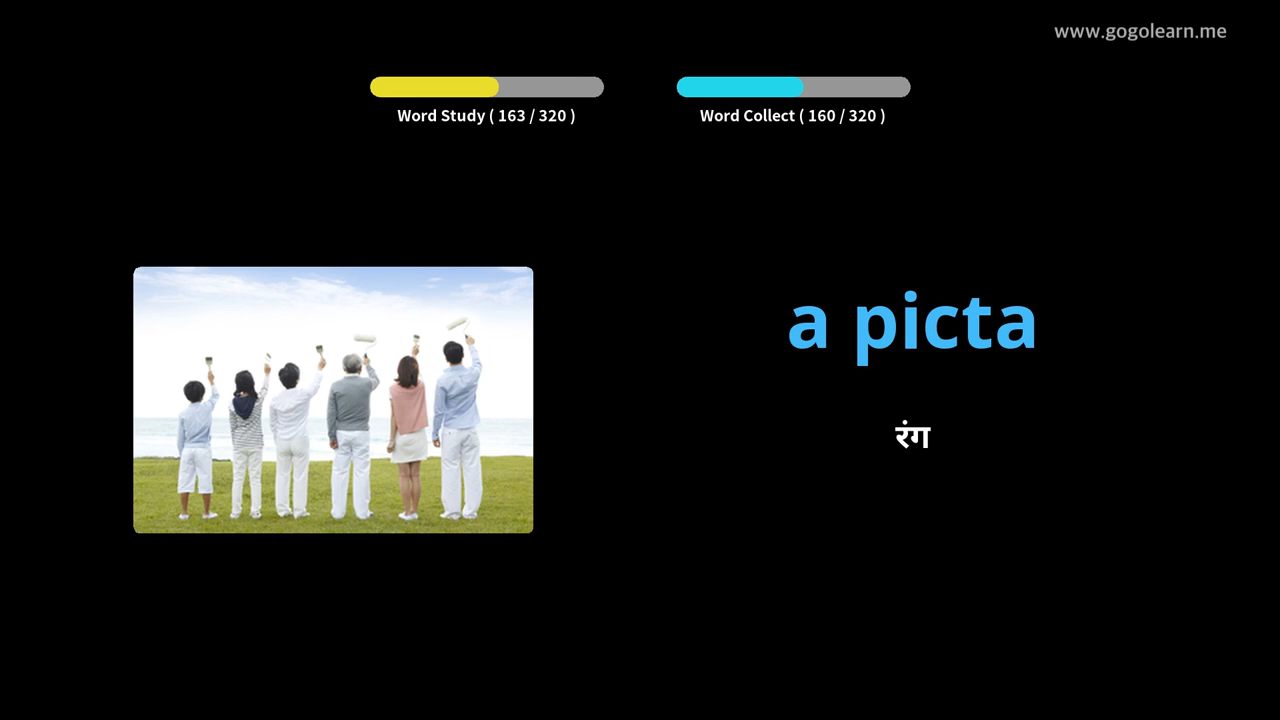 www.gogolearn.me
Word Study ( 163 / 320 )
Word Collect ( 160 / 320 )
a picta
रंग